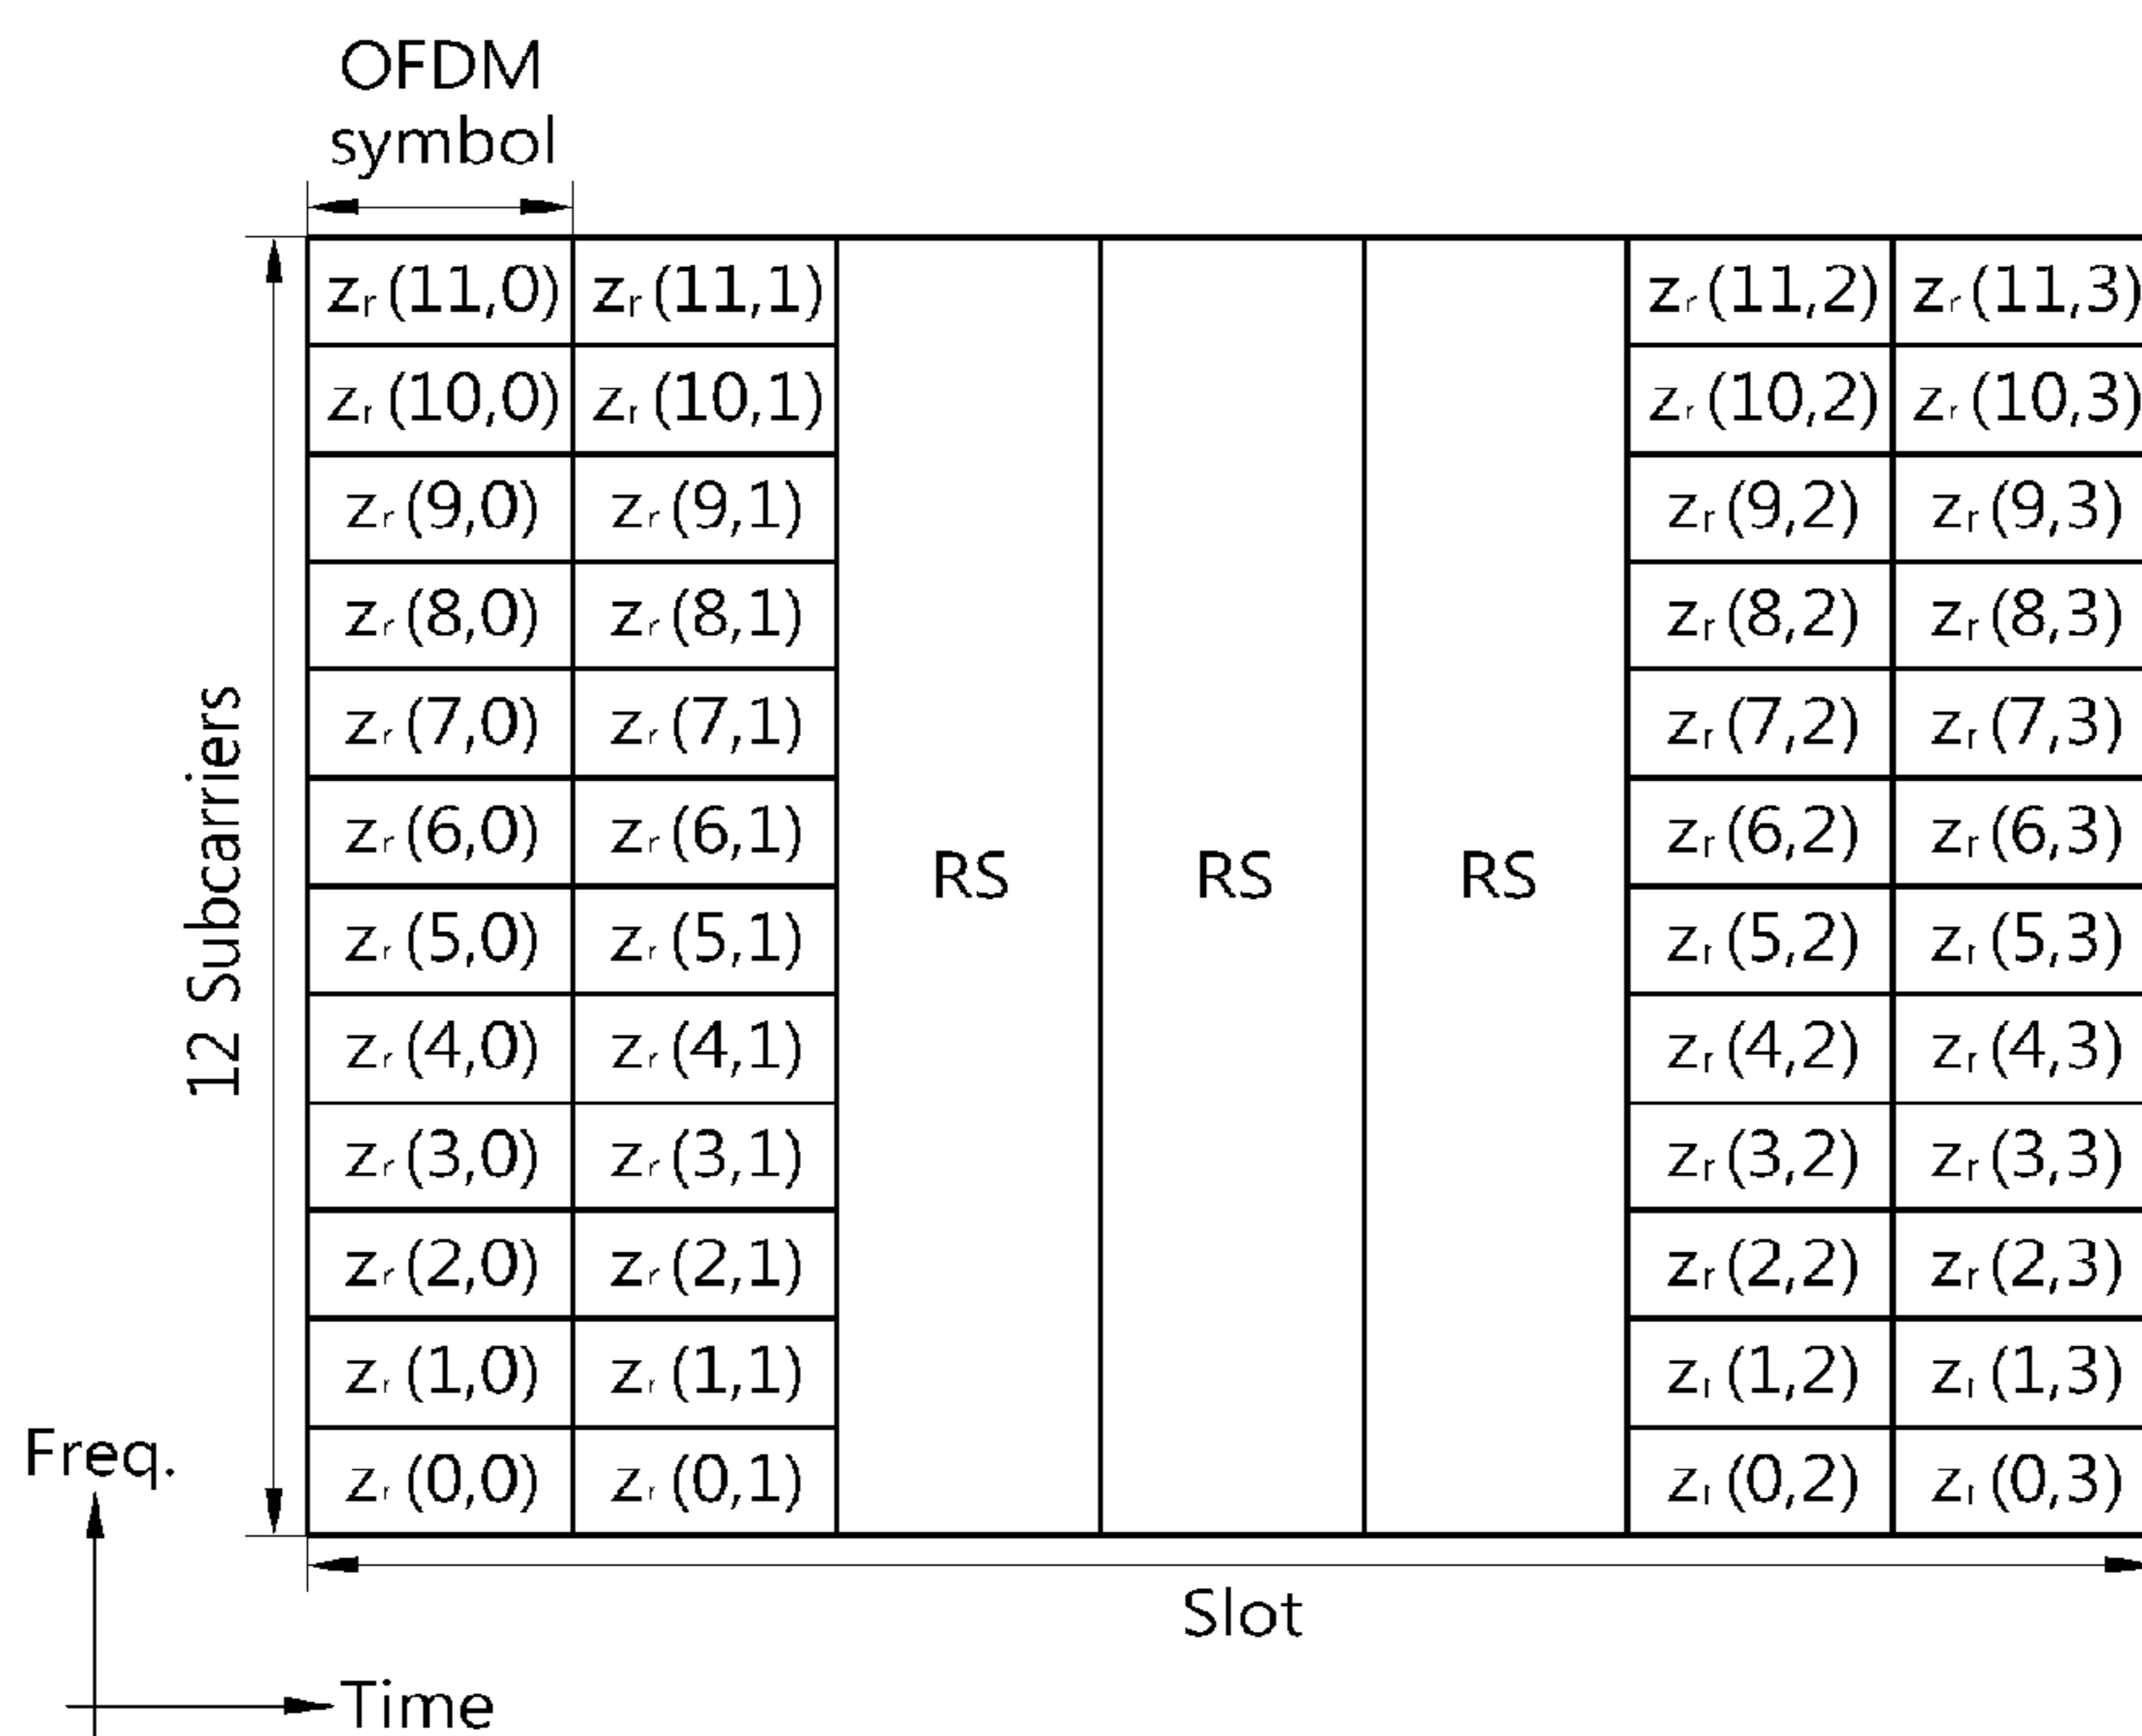 OFDM
symbol
zr(11,0) zr(11,1) zr(11,2) zr(11,3)
zr(10,0) zr(10,1) zr(10,2) zr(10,3)
zr(9,0) zr(9,1) zr(9,2) zr(9,3)
zr(8,0) zr(8,1) zr(8,2) zr(8,3)
zr(7,0) zr(7,1) zr(7,2) zr(7,3)
zr(6,0) zr(6,1) zr(6,2) zr(6,3)
RS RS RS
12 Subcarriers
zr(5,0) zr(5,1) zr(5,2) zr(5,3)
zr(4,0) zr(4,1) zr(4,2) zr(4,3)
zr(3,0) zr(3,1) zr(3,2) zr(3,3)
zr(2,0) zr(2,1) zr(2,2) zr(2,3)
zr(1,0) zr(1,1) zr(1,2) zr(1,3)
zr(0,0) zr(0,1) zr(0,2) zr(0,3)
Freq.
Slot
Time